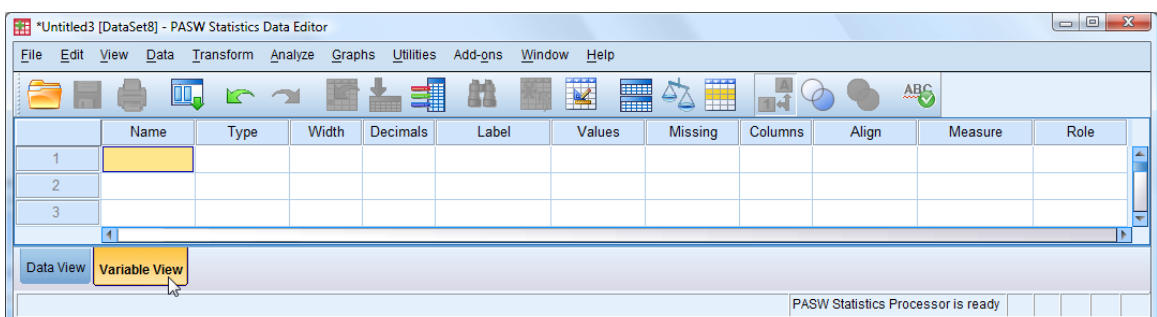 *Untitled3 [DataSet8] - PASW Statistics Data Editor
File Edit View Data Transform Analyze Graphs Utilities Add-ons Window Help
A
14
ABC
Name Type Width Decimals Label Values Missing Columns Align Measure Role
1
2
3
Data View Variable View
PASW Statistics Processor is ready